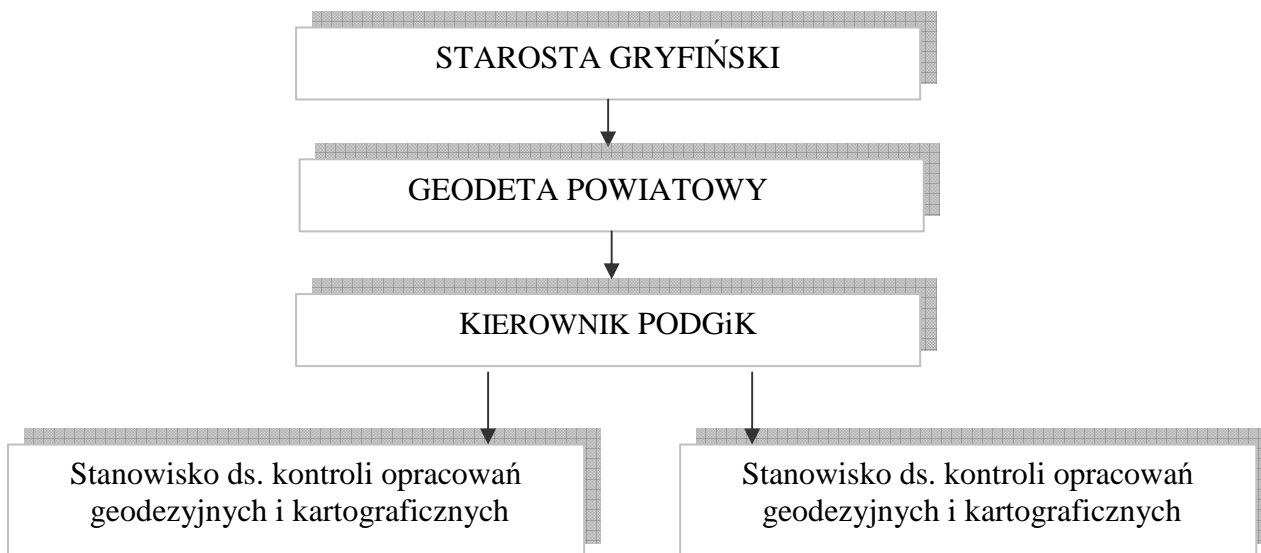 STAROSTA GRYFIŃSKI
GEODETA POWIATOWY
KIEROWNIK PODGiK
Stanowisko ds. kontroli opracowań
geodezyjnych i kartograficznych
Stanowisko ds. kontroli opracowań
geodezyjnych i kartograficznych